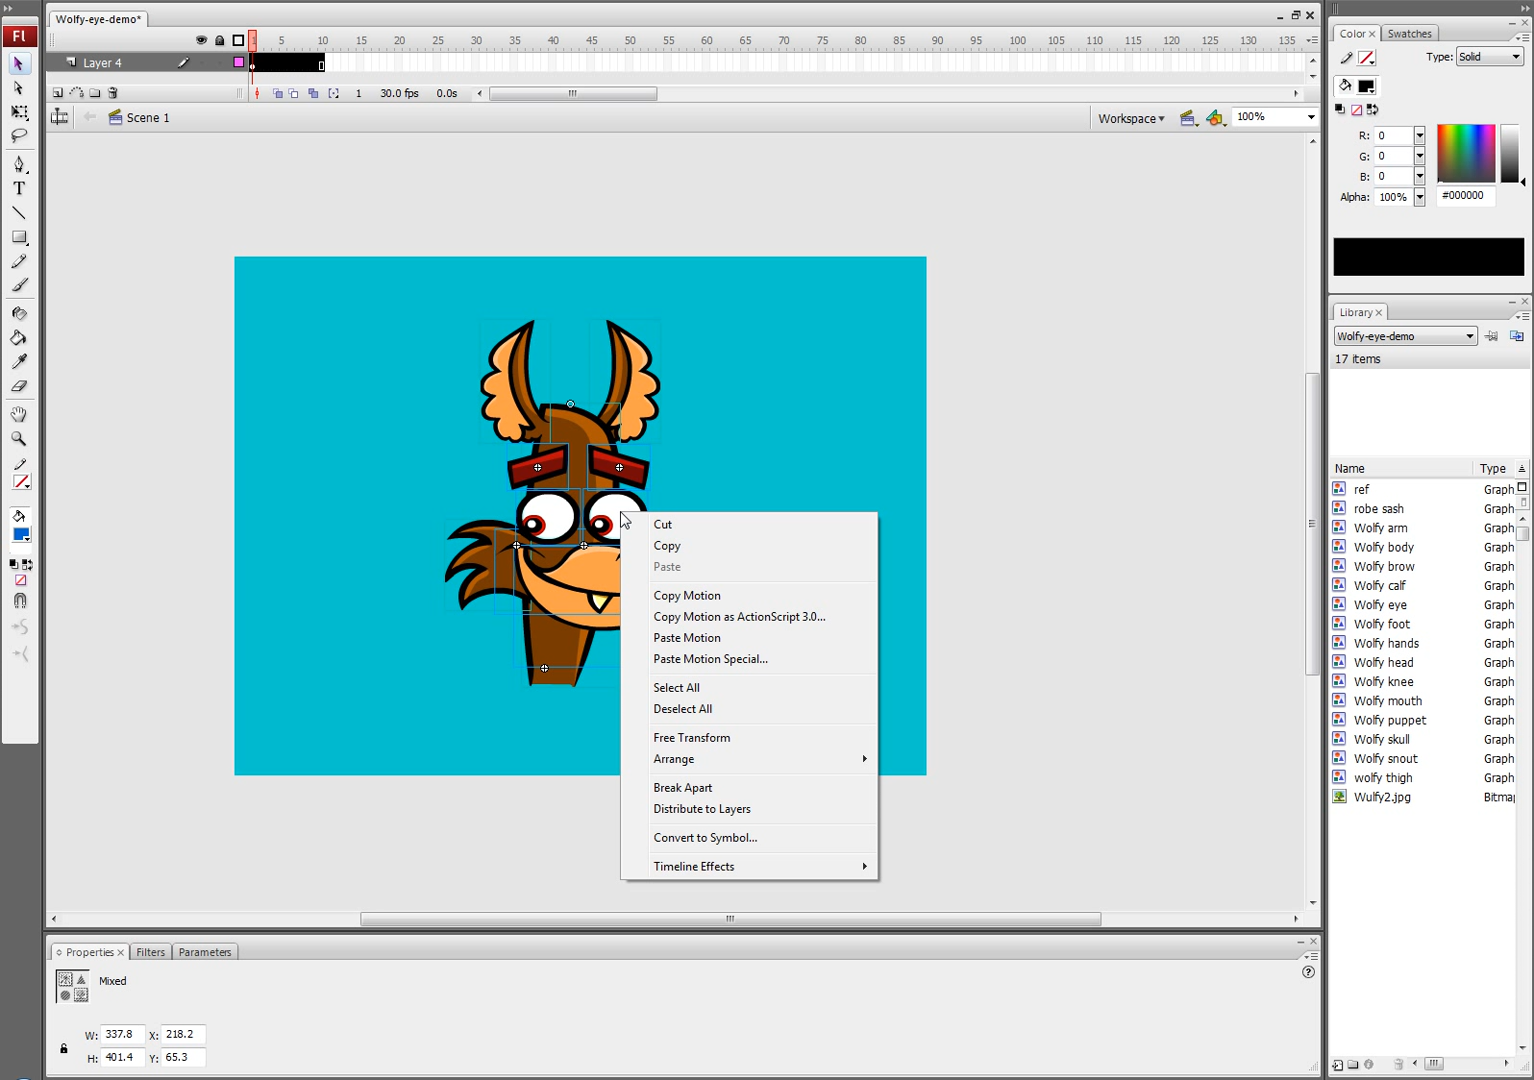 Wolfy-eye-demo*
Fl
1 5 10 15 20 25 30 35 40 45 50 55 60 65 70 75 80 85 90 95 100 105 110 115 120 125 130 135
Layer 4
1 30.0 fps 0.0s
Scene 1
Workspace
100%
Cut
Copy
Paste
Copy Motion
Copy Motion as ActionScript 3.0...
Paste Motion
Paste Motion Special...
Select All
Deselect All
Free Transform
Arrange
Break Apart
Distribute to Layers
Convert to Symbol...
Timeline Effects
Properties Filters Parameters
Mixed
W: 337.8 X: 218.2
H: 401.4 Y: 65.3
Color Swatches
Type: Solid
R: 0
G: 0
B: 0
Alpha: 100% #000000
Library
Wolfy-eye-demo
17 items
Name Type
ref Graph
robe sash Graph
Wolfy arm Graph
Wolfy body Graph
Wolfy brow Graph
Wolfy calf Graph
Wolfy eye Graph
Wolfy foot Graph
Wolfy hands Graph
Wolfy head Graph
Wolfy knee Graph
Wolfy mouth Graph
Wolfy puppet Graph
Wolfy skull Graph
Wolfy snout Graph
wolfy thigh Graph
Wulfy2.jpg Bitma